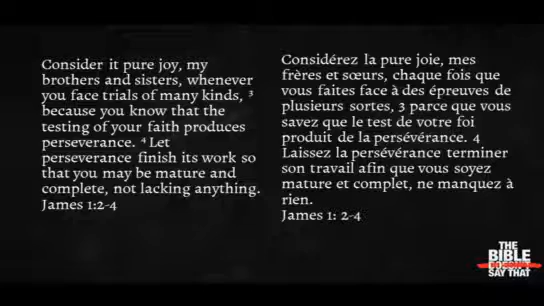 Consider it pure joy, my
brothers and sisters, whenever
you face trials of many kinds, ³
because you know that the
testing of your faith produces
perseverance. ⁴ Let
perseverance finish its work so
that you may be mature and
complete, not lacking anything.
James 1:2-4
Considérez la pure joie, mes
frères et sœurs, chaque fois que
vous faites face à des épreuves de
plusieurs sortes, 3 parce que vous
savez que le test de votre foi
produit de la persévérance. 4
Laissez la persévérance terminer
son travail afin que vous soyez
mature et complet, ne manquez à
rien.
James 1: 2-4
THE
BIBLE
DOESN'T
SAY THAT